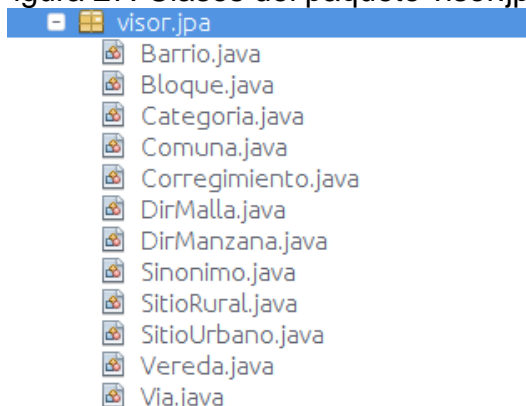 visor.jpa
Barrio.java
Bloque.java
Categoria.java
Comuna.java
Corregimiento.java
DirMalla.java
DirManzana.java
Sinonimo.java
SitioRural.java
SitioUrbano.java
Vereda.java
Via.java